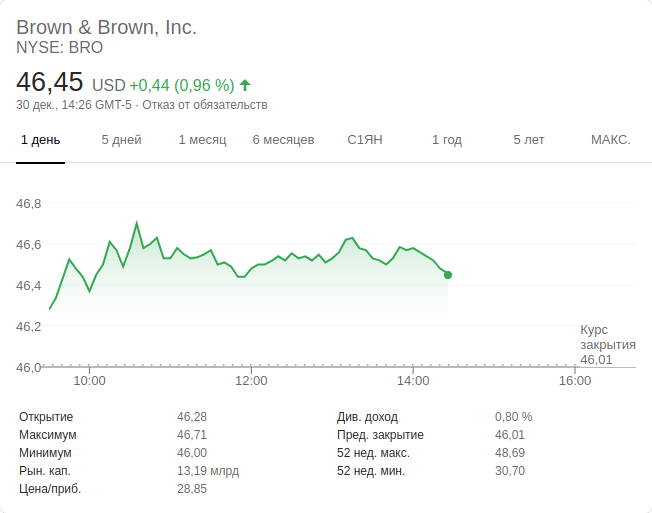 Brown & Brown, Inc.
NYSE: BRO
46,45 USD +0,44 (0,96 %)
30 дек., 14:26 GMT-5 · Отказ от обязательств
1 день 5 дней 1 месяц 6 месяцев С1ЯН 1 год 5 лет МАКС.
46,8
46,6
46,4
46,2
46,0
Курс
закрытия
46,01
10:00 12:00 14:00 16:00
Открытие 46,28 Див. доход 0,80 %
Максимум 46,71 Пред. закрытие 46,01
Минимум 46,00 52 нед. макс. 48,69
Рын. кап. 13,19 млрд 52 нед. мин. 30,70
Цена/приб. 28,85